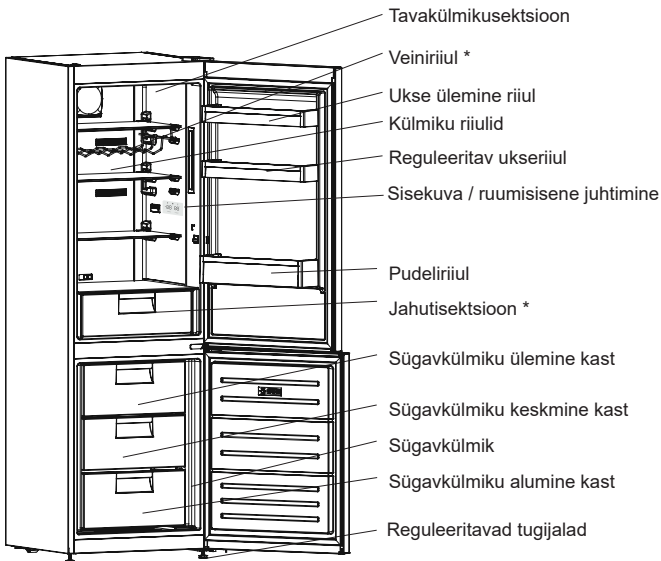 Tavakülmikusektsioon
Veiniriiul *
Ukse ülemine riiul
Külmiku riiulid
Reguleeritav ukseriiul
Sisekuva / ruumisisene juhtimine
Pudeliriiul
Jahutisektsioon *
Sügavkülmiku ülemine kast
Sügavkülmiku keskmine kast
Sügavkülmik
Sügavkülmiku alumine kast
Reguleeritavad tugijalad